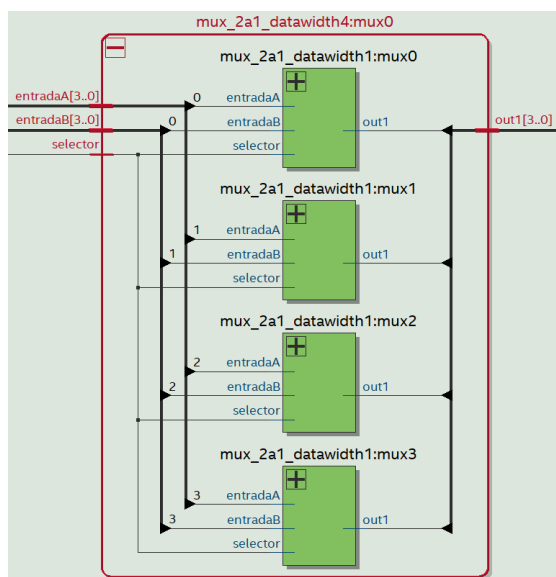 mux_2a1_datawidth4:mux0
mux_2a1_datawidth1:mux0
entradaA[3..0]
0
entradaA
entradaB[3..0]
0
entradaB
out1
out1[3..0]
selector
selector
mux_2a1_datawidth1:mux1
1
entradaA
1
entradaB
out1
selector
mux_2a1_datawidth1:mux2
2
entradaA
2
entradaB
out1
selector
mux_2a1_datawidth1:mux3
3
entradaA
3
entradaB
out1
selector